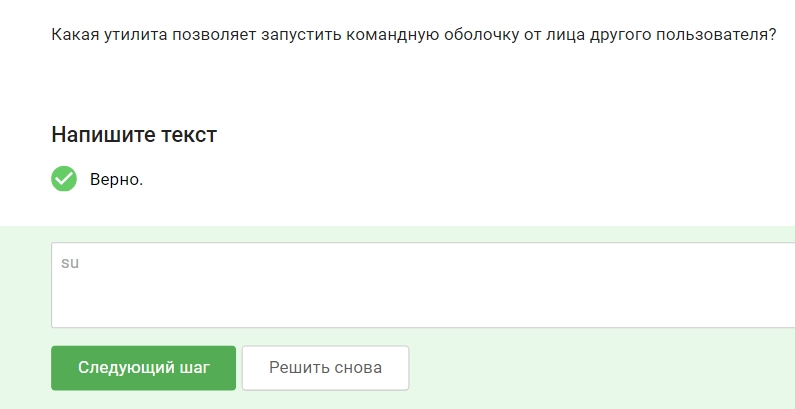 Какая утилита позволяет запустить командную оболочку от лица другого пользователя?
Напишите текст
Верно.
su
Следующий шаг
Решить снова